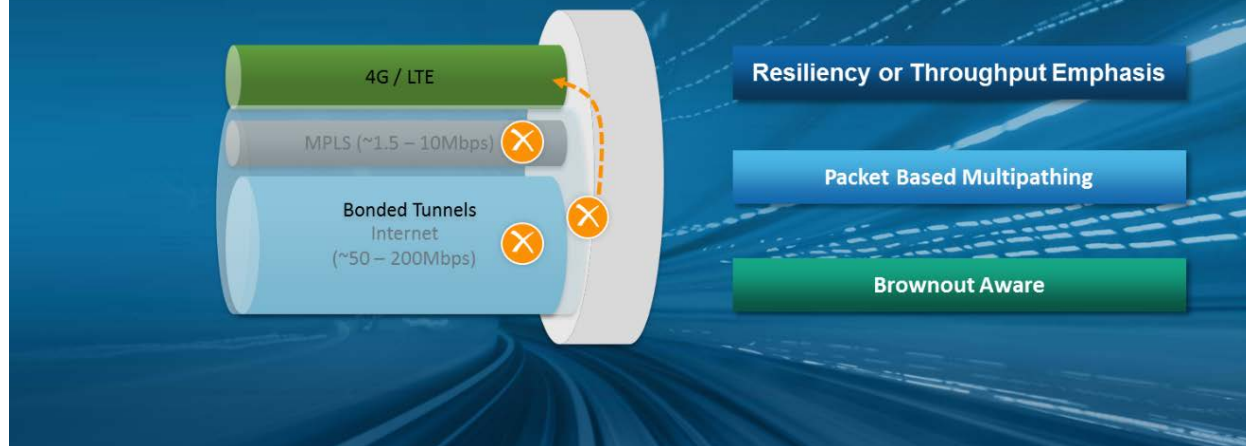 4G / LTE
MPLS (~1.5 – 10Mbps)
Bonded Tunnels
Internet
(~50 – 200Mbps)
Resiliency or Throughput Emphasis
Packet Based Multipathing
Brownout Aware